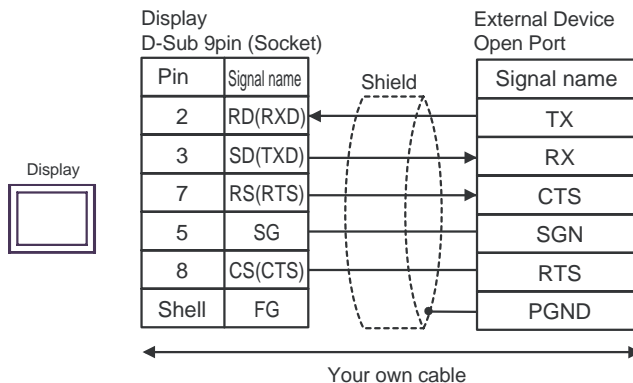 Display
D-Sub 9pin (Socket)
External Device
Open Port
Pin Signal name
Shield
Signal name
2 RD(RXD) TX
3 SD(TXD) RX
Display
7 RS(RTS) CTS
5 SG SGN
8 CS(CTS) RTS
Shell FG PGND
Your own cable